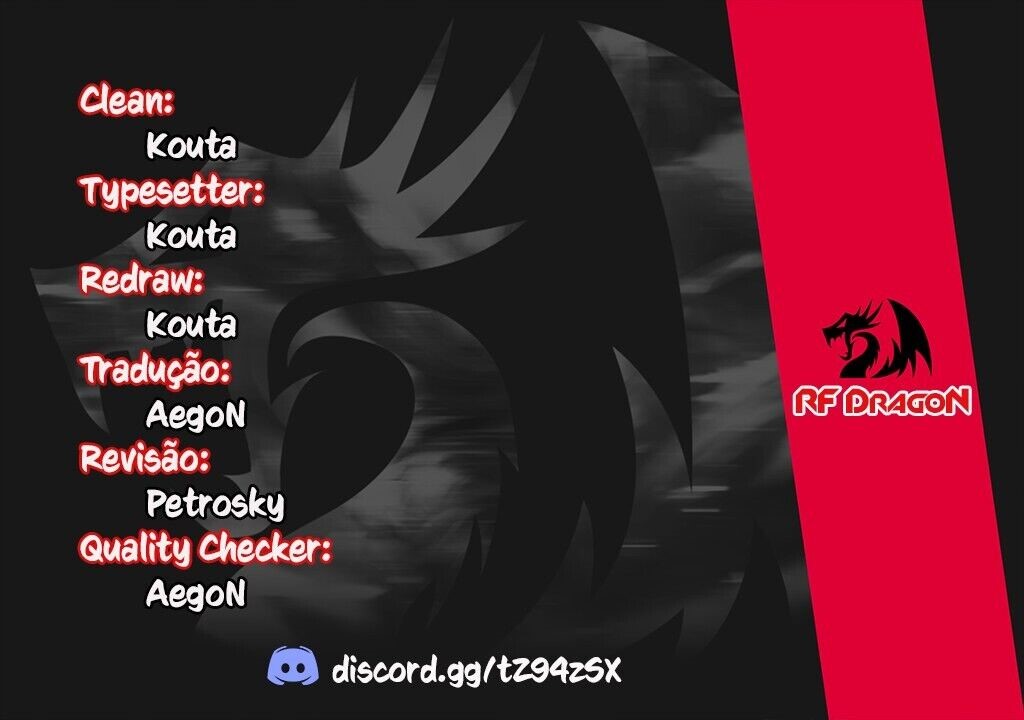 Clean:
Kouta
Typesetter:
Kouta
Redraw:
Kouta
Tradução:
AegoN
Revisão:
Petrosky
Quality Checker:
AegoN
discord.gg/tZ94zSX
RF DRAGON